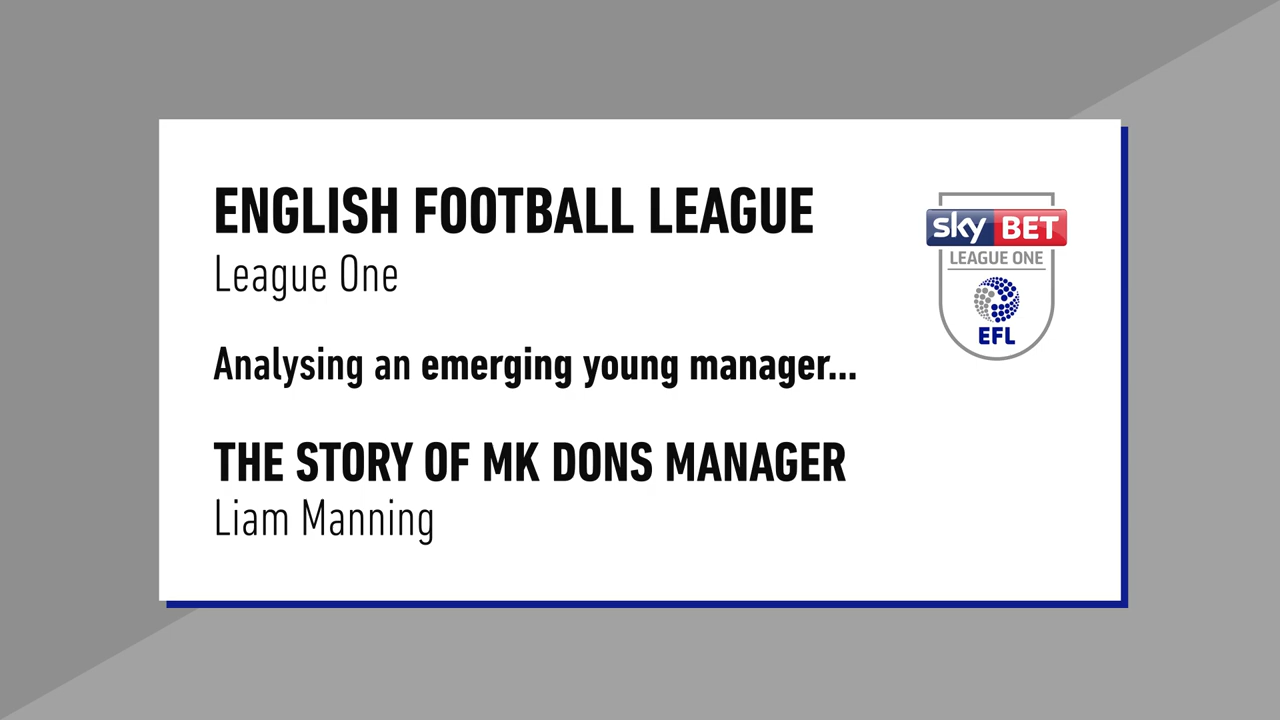 ENGLISH FOOTBALL LEAGUE
League One
sky BET
LEAGUE ONE
EFL
Analysing an emerging young manager...
THE STORY OF MK DONS MANAGER
Liam Manning